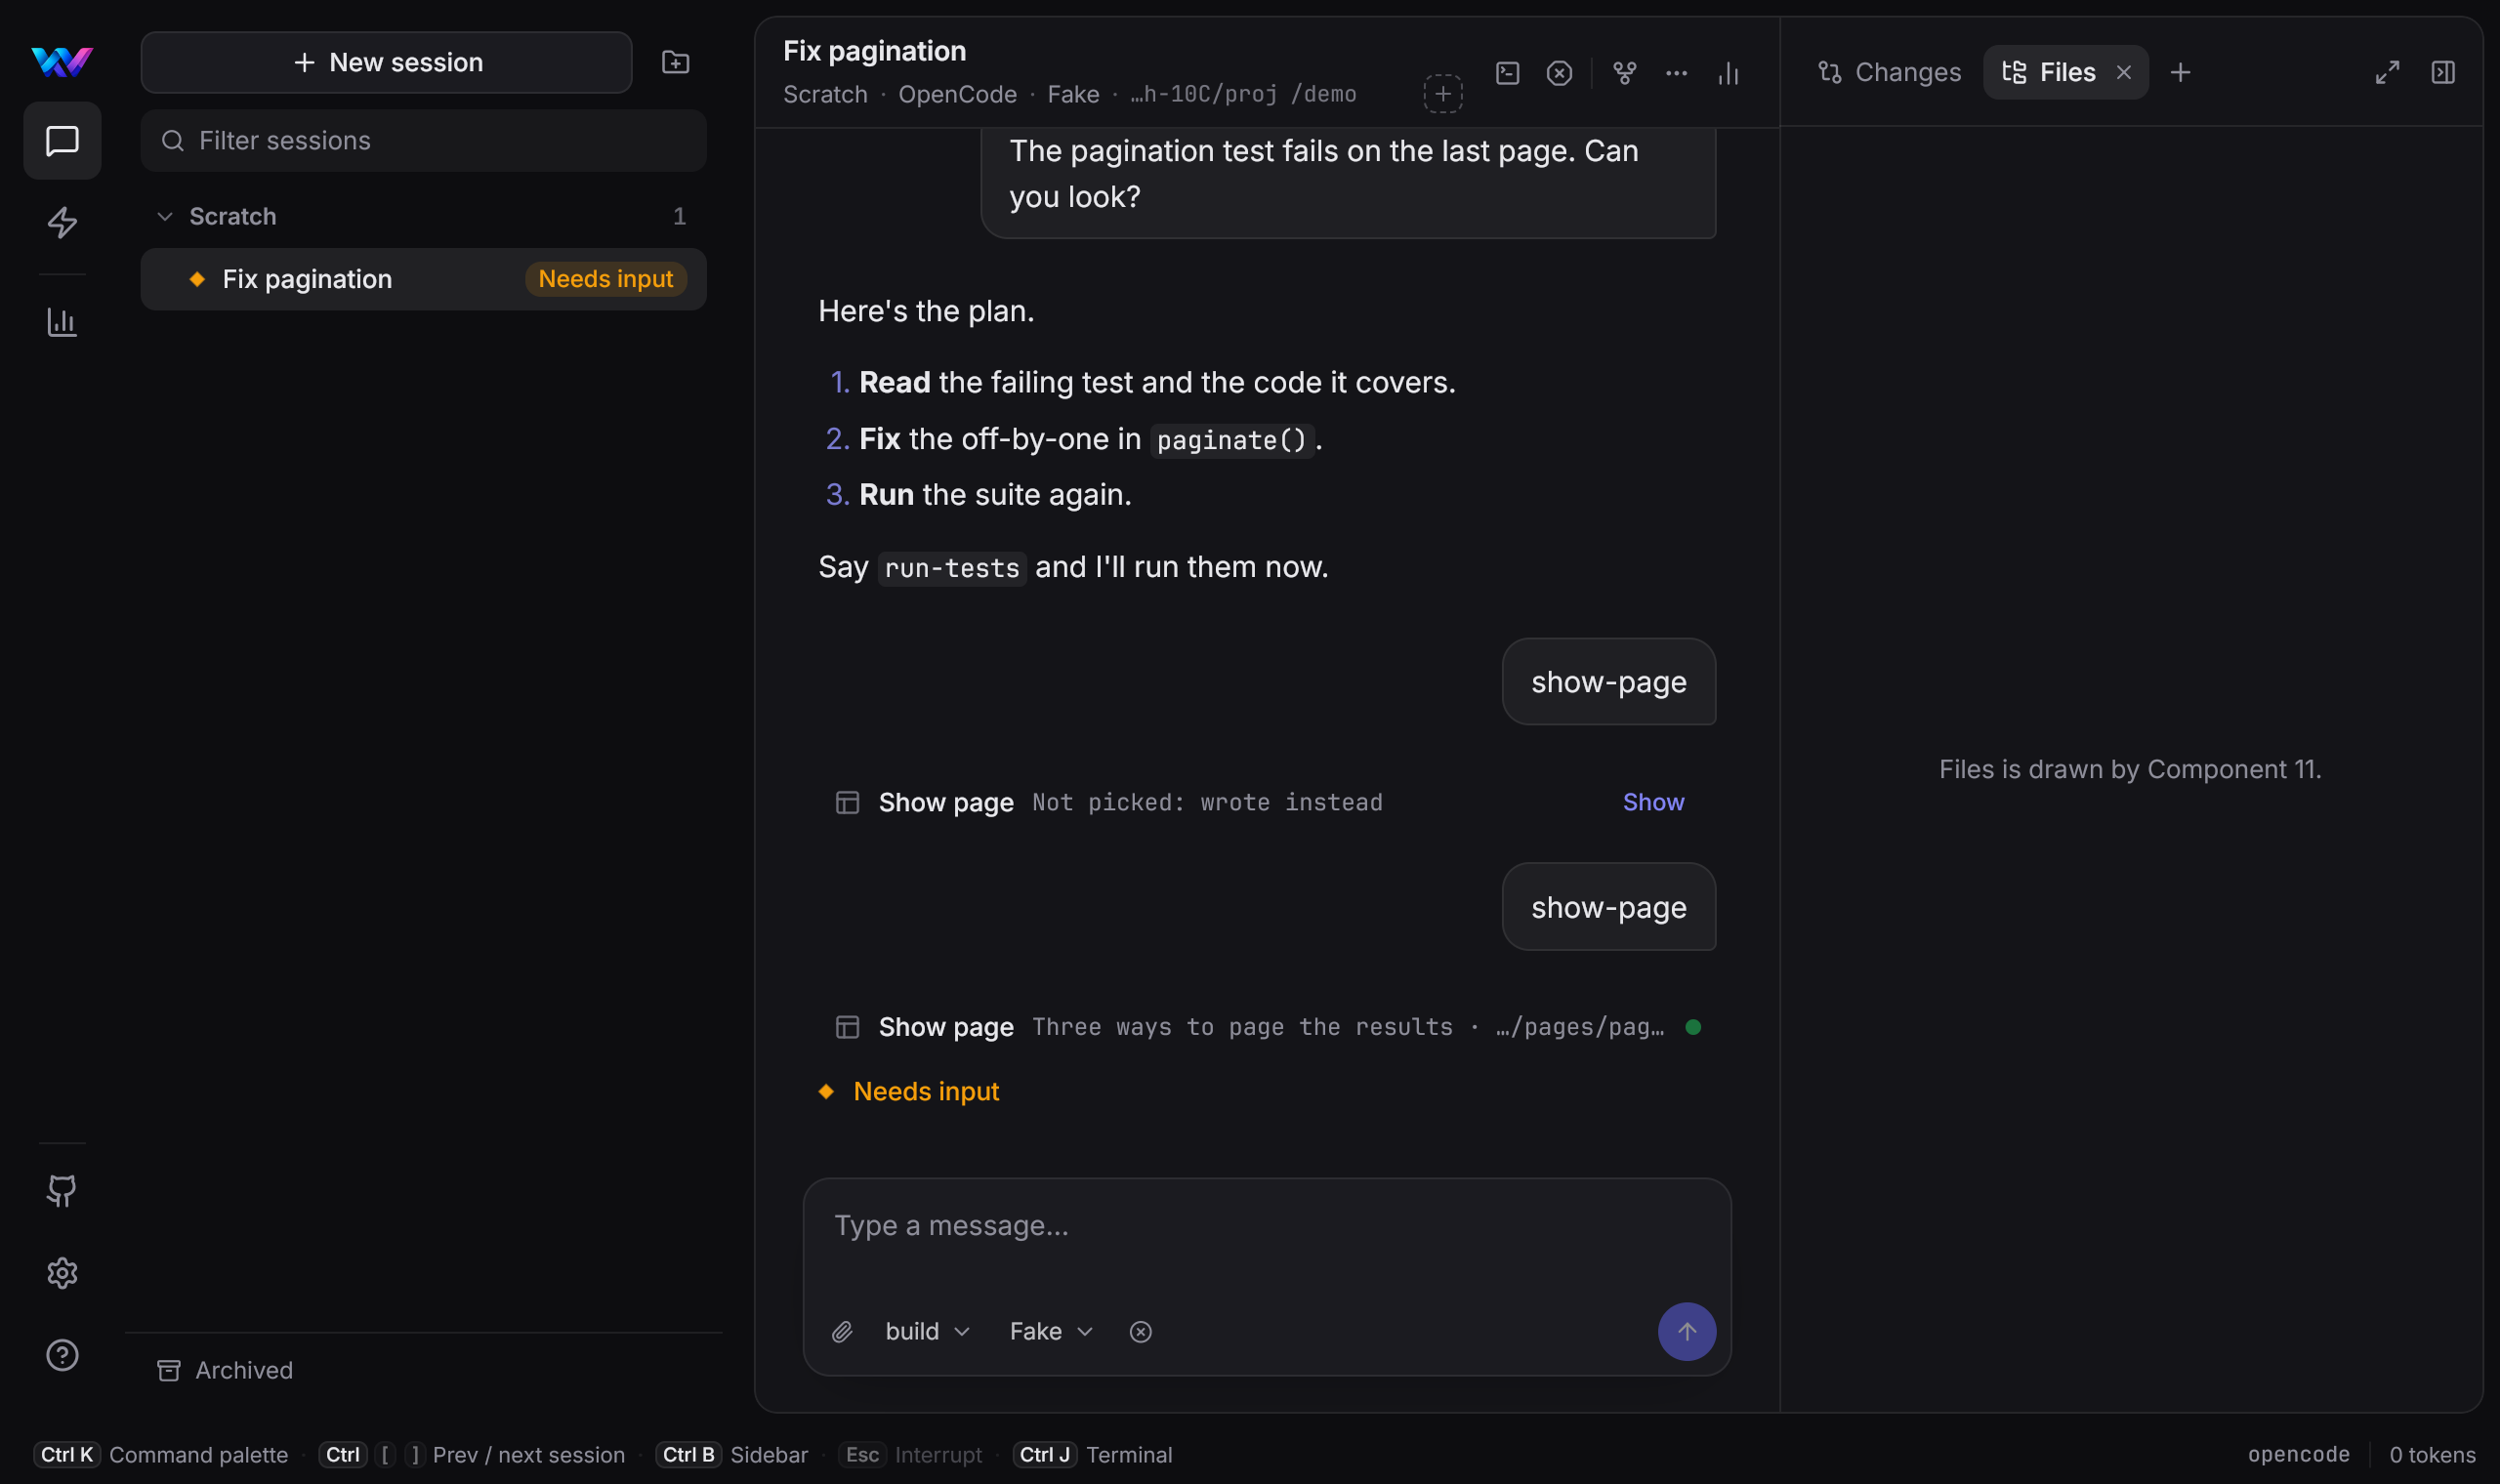 New session
Filter sessions
Scratch 1
Fix pagination Needs input
Archived
Fix pagination
Scratch · OpenCode · Fake · …h-10C/proj /demo
The pagination test fails on the last page. Can
you look?
Here's the plan.
1. Read the failing test and the code it covers.
2. Fix the off-by-one in paginate().
3. Run the suite again.
Say run-tests and I'll run them now.
show-page
Show page Not picked: wrote instead Show
show-page
Show page Three ways to page the results · …/pages/pag…
Needs input
Type a message...
build Fake
Changes Files
Files is drawn by Component 11.
Ctrl K Command palette · Ctrl [ ] Prev / next session · Ctrl B Sidebar · Esc Interrupt · Ctrl J Terminal
opencode 0 tokens